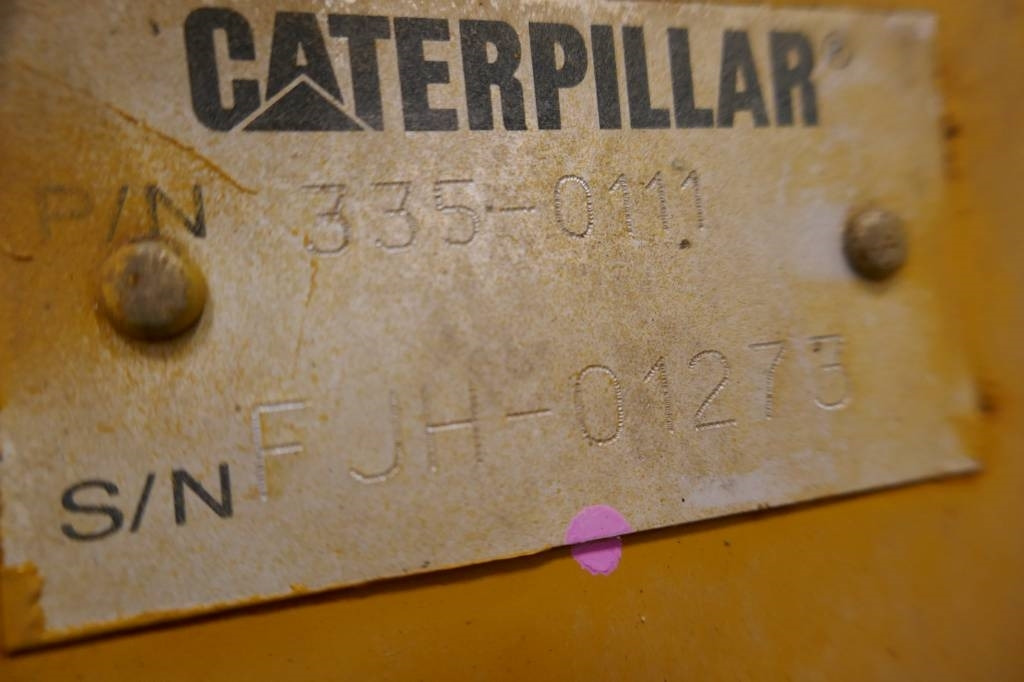 CATERPILLAR®
P/N 335-0111
S/N FJH-01273